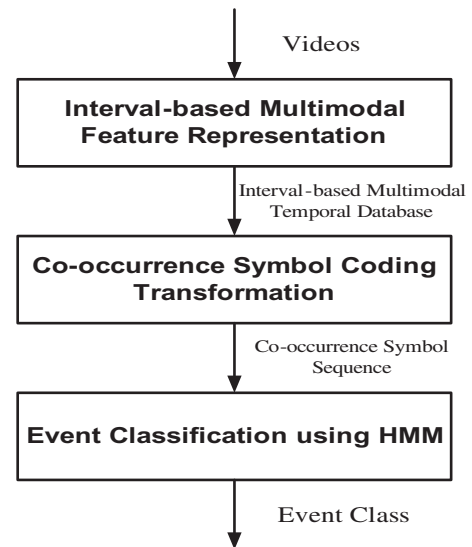 Videos
Interval-based Multimodal
Feature Representation
Interval-based Multimodal
Temporal Database
Co-occurrence Symbol Coding
Transformation
Co-occurrence Symbol
Sequence
Event Classification using HMM
Event Class